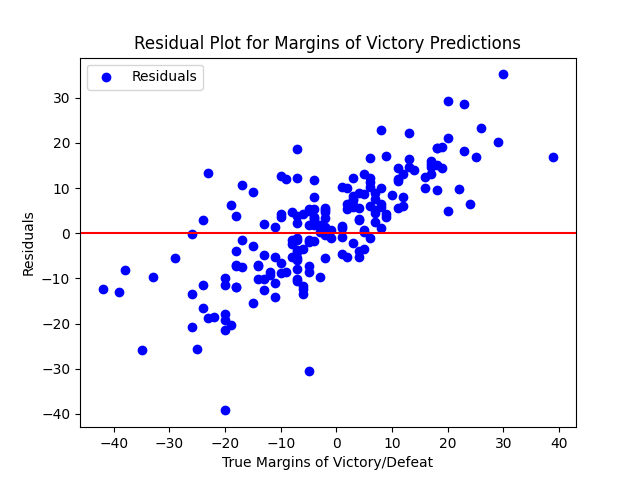 Residual Plot for Margins of Victory Predictions
Residuals
30
20
10
0
−10
−20
−30
−40
Residuals
−40 −30 −20 −10 0 10 20 30 40
True Margins of Victory/Defeat